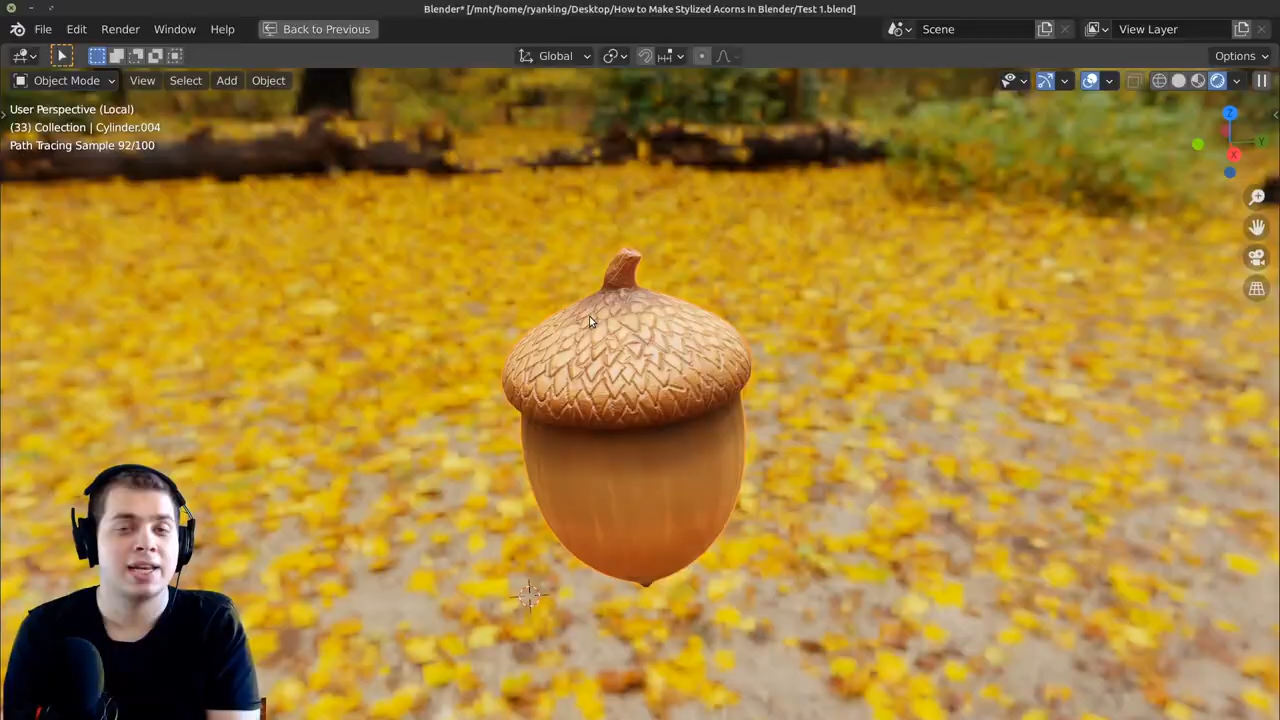 Blender* [/mnt/home/ryanking/Desktop/How to Make Stylized Acorns In Blender/Test 1.blend]
File Edit Render Window Help Back to Previous Scene View Layer
Global Options
Object Mode View Select Add Object
User Perspective (Local)
(33) Collection | Cylinder.004
Path Tracing Sample 92/100
Z
Y
X